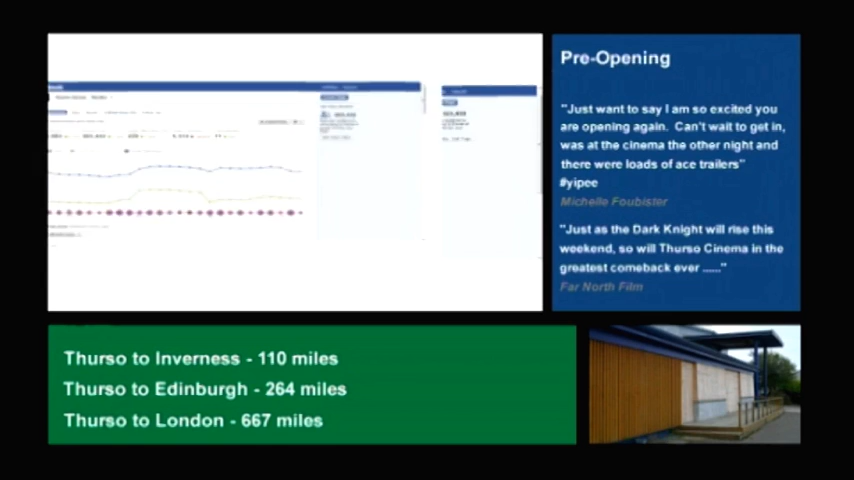 Pre-Opening
"Just want to say I am so excited you
are opening again. Can't wait to get in,
was at the cinema the other night and
there were loads of ace trailers"
#yipee
Michelle Foubister
"Just as the Dark Knight will rise this
weekend, so will Thurso Cinema in the
greatest comeback ever ......"
Far North Film
Thurso to Inverness - 110 miles
Thurso to Edinburgh - 264 miles
Thurso to London - 667 miles